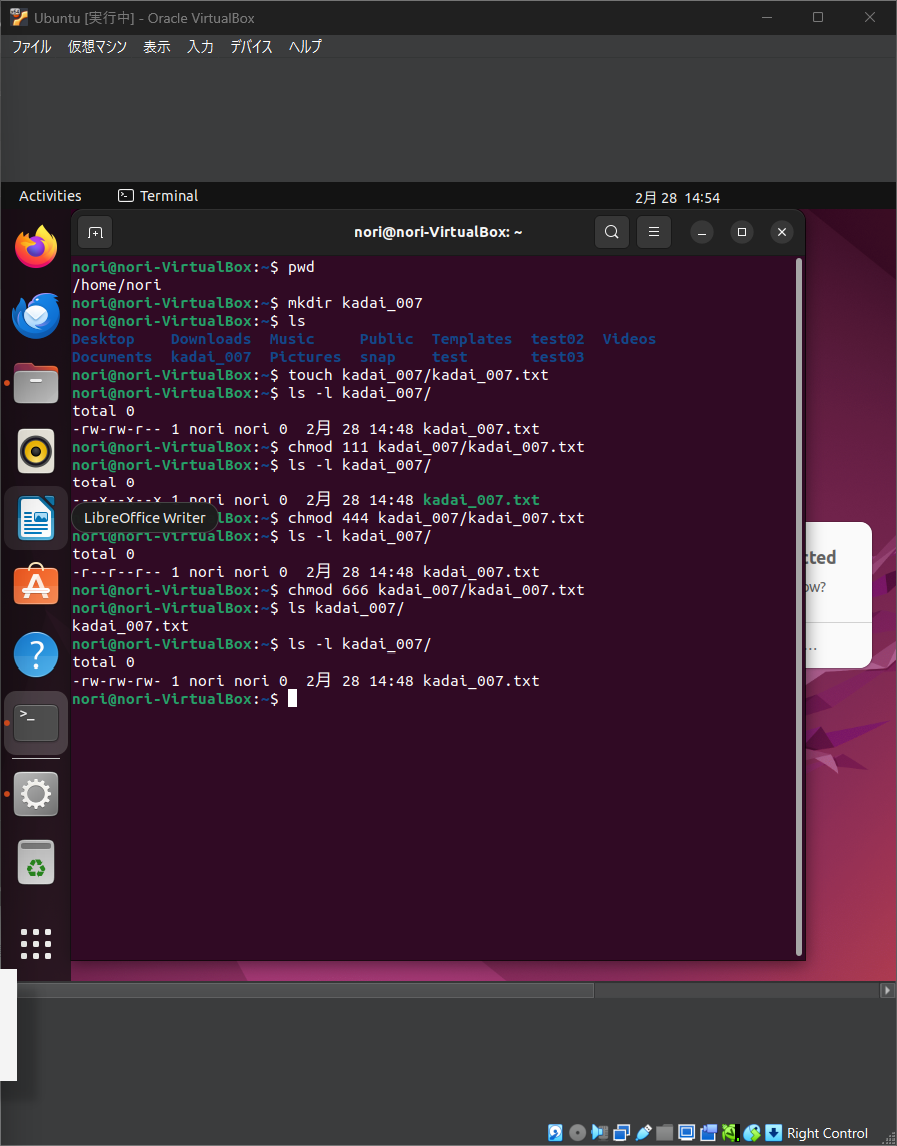 Ubuntu [実行中] - Oracle VirtualBox
ファイル 仮想マシン 表示 入力 デバイス ヘルプ
Activities Terminal 2月 28 14:54
nori@nori-VirtualBox: ~
nori@nori-VirtualBox:~$ pwd
/home/nori
nori@nori-VirtualBox:~$ mkdir kadai_007
nori@nori-VirtualBox:~$ ls
Desktop Downloads Music Public Templates test02 Videos
Documents kadai_007 Pictures snap test test03
nori@nori-VirtualBox:~$ touch kadai_007/kadai_007.txt
nori@nori-VirtualBox:~$ ls -l kadai_007/
total 0
-rw-rw-r-- 1 nori nori 0 2月 28 14:48 kadai_007.txt
nori@nori-VirtualBox:~$ chmod 111 kadai_007/kadai_007.txt
nori@nori-VirtualBox:~$ ls -l kadai_007/
total 0
---x--x--x 1 nori nori 0 2月 28 14:48 kadai_007.txt
LibreOffice Writer
lBox:~$ chmod 444 kadai_007/kadai_007.txt
nori@nori-VirtualBox:~$ ls -l kadai_007/
total 0
-r--r--r-- 1 nori nori 0 2月 28 14:48 kadai_007.txt
nori@nori-VirtualBox:~$ chmod 666 kadai_007/kadai_007.txt
nori@nori-VirtualBox:~$ ls kadai_007/
kadai_007.txt
nori@nori-VirtualBox:~$ ls -l kadai_007/
total 0
-rw-rw-rw- 1 nori nori 0 2月 28 14:48 kadai_007.txt
nori@nori-VirtualBox:~$
cted
ow?
...
Right Control